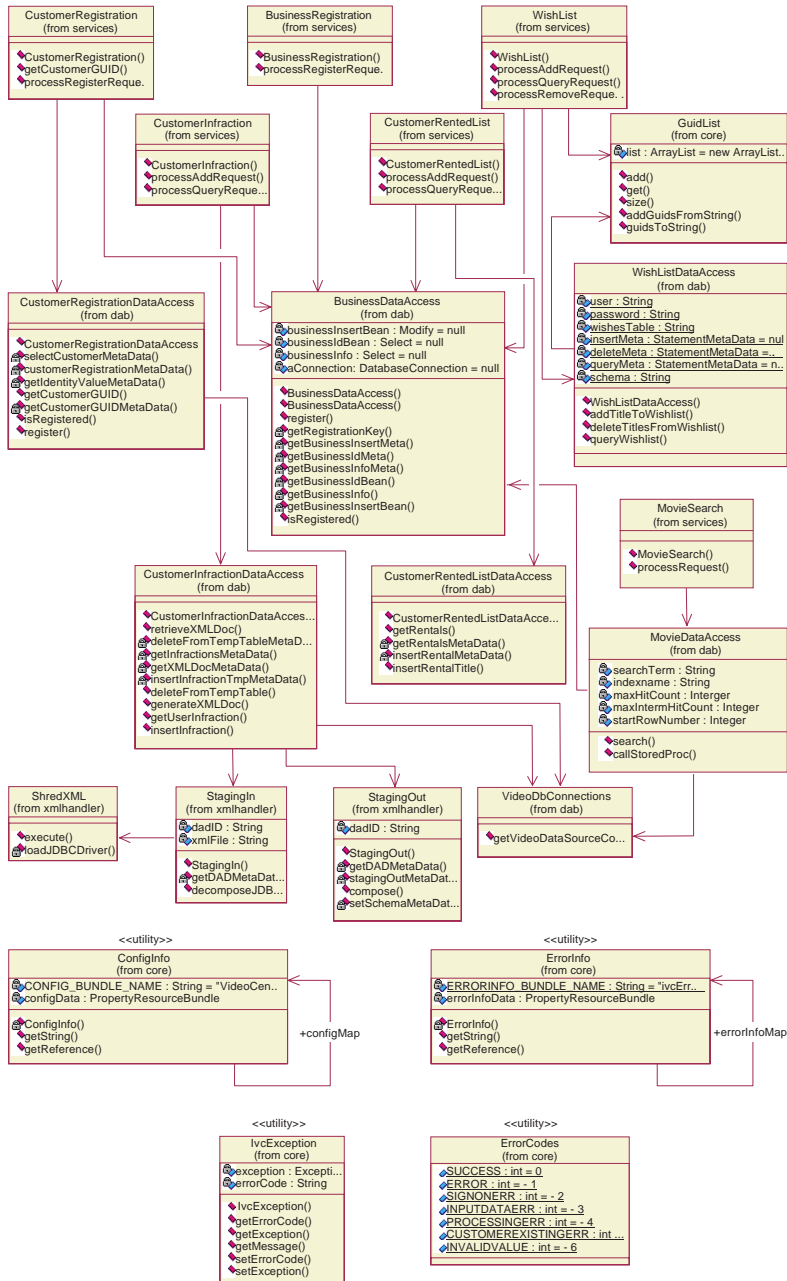 CustomerRegistration
(from services)
CustomerRegistration()
getCustomerGUID()
processRegisterReque.
BusinessRegistration
(from services)
BusinessRegistration()
processRegisterReque.
WishList
(from services)
WishList()
processAddRequest()
processQueryRequest()
processRemoveReque. .
CustomerInfraction
(from services)
CustomerInfraction()
processAddRequest()
processQueryReque...
CustomerRentedList
(from services)
CustomerRentedList()
processAddRequest()
processQueryReque...
GuidList
(from core)
list : ArrayList = new ArrayList..
add()
get()
size()
addGuidsFromString()
guidsToString()
CustomerRegistrationDataAccess
(from dab)
CustomerRegistrationDataAccess
selectCustomerMetaData()
customerRegistrationMetaData()
getIdentityValueMetaData()
getCustomerGUID()
getCustomerGUIDMetaData()
isRegistered()
register()
BusinessDataAccess
(from dab)
businessInsertBean : Modify = null
businessIdBean : Select = null
businessInfo : Select = null
aConnection: DatabaseConnection = null
BusinessDataAccess()
BusinessDataAccess()
register()
getRegistrationKey()
getBusinessInsertMeta()
getBusinessIdMeta()
getBusinessInfoMeta()
getBusinessIdBean()
getBusinessInfo()
getBusinessInsertBean()
isRegistered()
WishListDataAccess
(from dab)
user : String
password : String
wishesTable : String
insertMeta : StatementMetaData = nul
deleteMeta : StatementMetaData =..
queryMeta : StatementMetaData = n..
schema : String
WishListDataAccess()
addTitleToWishlist()
deleteTitlesFromWishlist()
queryWishlist()
MovieSearch
(from services)
MovieSearch()
processRequest()
CustomerInfractionDataAccess
(from dab)
CustomerInfractionDataAcces...
retrieveXMLDoc()
deleteFromTempTableMetaD...
getInfractionsMetaData()
getXMLDocMetaData()
insertInfractionTmpMetaData()
deleteFromTempTable()
generateXMLDoc()
getUserInfraction()
insertInfraction()
CustomerRentedListDataAccess
(from dab)
CustomerRentedListDataAcce...
getRentals()
getRentalsMetaData()
insertRentalMetaData()
insertRentalTitle()
MovieDataAccess
(from dab)
searchTerm : String
indexname : String
maxHitCount : Interger
maxIntermHitCount : Integer
startRowNumber : Integer
search()
callStoredProc()
ShredXML
(from xmlhandler)
execute()
loadJDBCDriver()
StagingIn
(from xmlhandler)
dadID : String
xmlFile : String
StagingIn()
getDADMetaDat...
decomposeJDB...
StagingOut
(from xmlhandler)
dadID : String
StagingOut()
getDADMetaData()
stagingOutMetaDat...
compose()
setSchemaMetaDat...
VideoDbConnections
(from dab)
getVideoDataSourceCo...
<<utility>>
ConfigInfo
(from core)
CONFIG_BUNDLE_NAME : String = "VideoCen..
configData : PropertyResourceBundle
ConfigInfo()
getString()
getReference()
+configMap
<<utility>>
ErrorInfo
(from core)
ERRORINFO_BUNDLE_NAME : String = "ivcErr..
errorInfoData : PropertyResourceBundle
ErrorInfo()
getString()
getReference()
+errorInfoMap
<<utility>>
IvcException
(from core)
exception : Excepti...
errorCode : String
IvcException()
getErrorCode()
getException()
getMessage()
setErrorCode()
setException()
<<utility>>
ErrorCodes
(from core)
SUCCESS : int = 0
ERROR : int = - 1
SIGNONERR : int = - 2
INPUTDATAERR : int = - 3
PROCESSINGERR : int = - 4
CUSTOMEREXISTINGERR : int ...
INVALIDVALUE : int = - 6